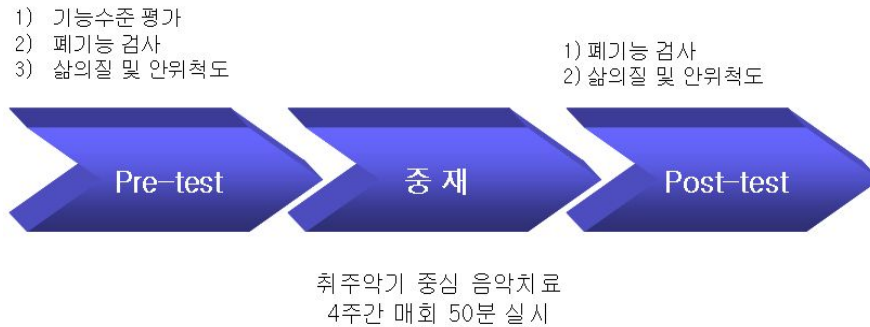 1) 기능수준 평가
2) 폐기능 검사
3) 삶의질 및 안위척도
1) 폐기능 검사
2) 삶의질 및 안위척도
Pre-test
중 재
Post-test
취주악기 중심 음악치료
4주간 매회 50분 실시